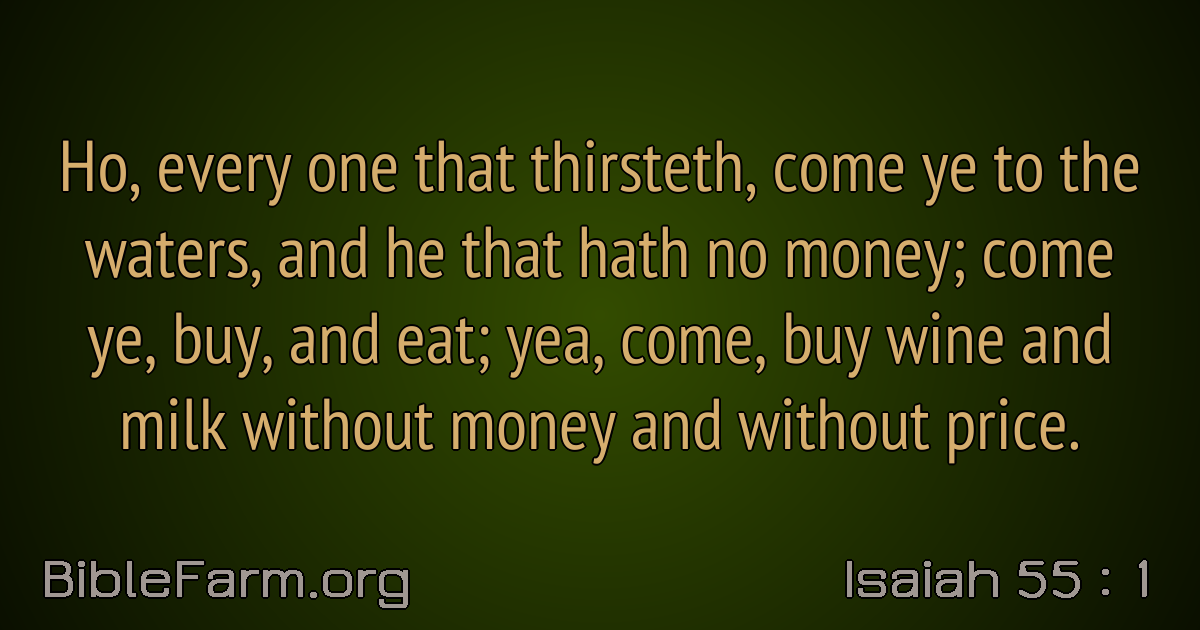 Ho, every one that thirsteth, come ye to the
waters, and he that hath no money; come
ye, buy, and eat; yea, come, buy wine and
milk without money and without price.
BibleFarm.org
Isaiah 55 : 1